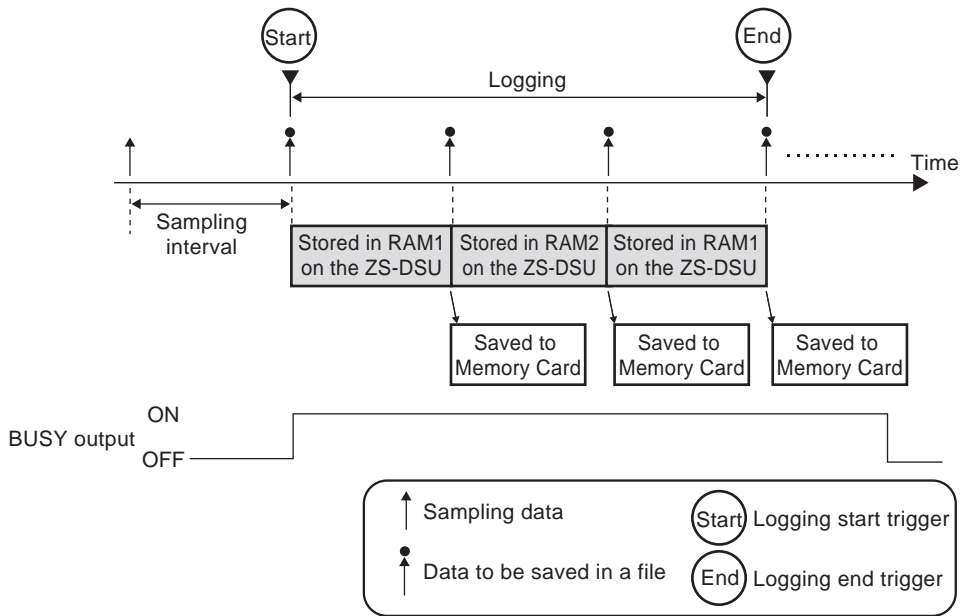 Start
End
Logging
Time
Sampling
interval
Stored in RAM1
on the ZS-DSU
Stored in RAM2
on the ZS-DSU
Stored in RAM1
on the ZS-DSU
Saved to
Memory Card
Saved to
Memory Card
Saved to
Memory Card
BUSY output
ON
OFF
Sampling data
Start Logging start trigger
Data to be saved in a file
End Logging end trigger